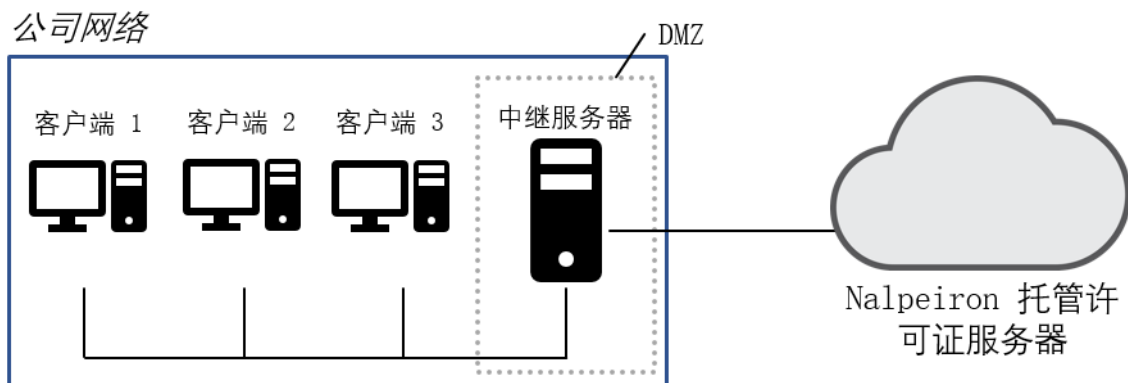 公司网络
DMZ
客户端 1
客户端 2
客户端 3
中继服务器
Nalpeiron 托管许
可证服务器